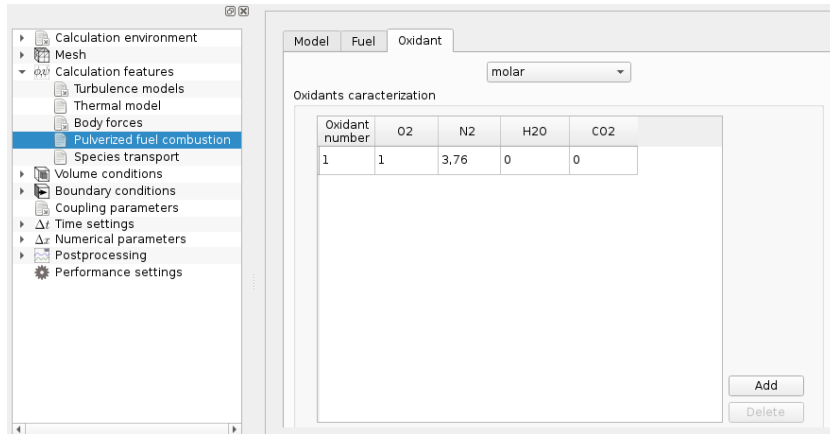 Calculation environment
Mesh
Calculation features
Turbulence models
Thermal model
Body forces
Pulverized fuel combustion
Species transport
Volume conditions
Boundary conditions
Coupling parameters
Δt Time settings
Δx Numerical parameters
Postprocessing
Performance settings
Model Fuel Oxidant
molar
Oxidants caracterization
Oxidant number O2 N2 H2O CO2
1 1 3,76 0 0
Add
Delete